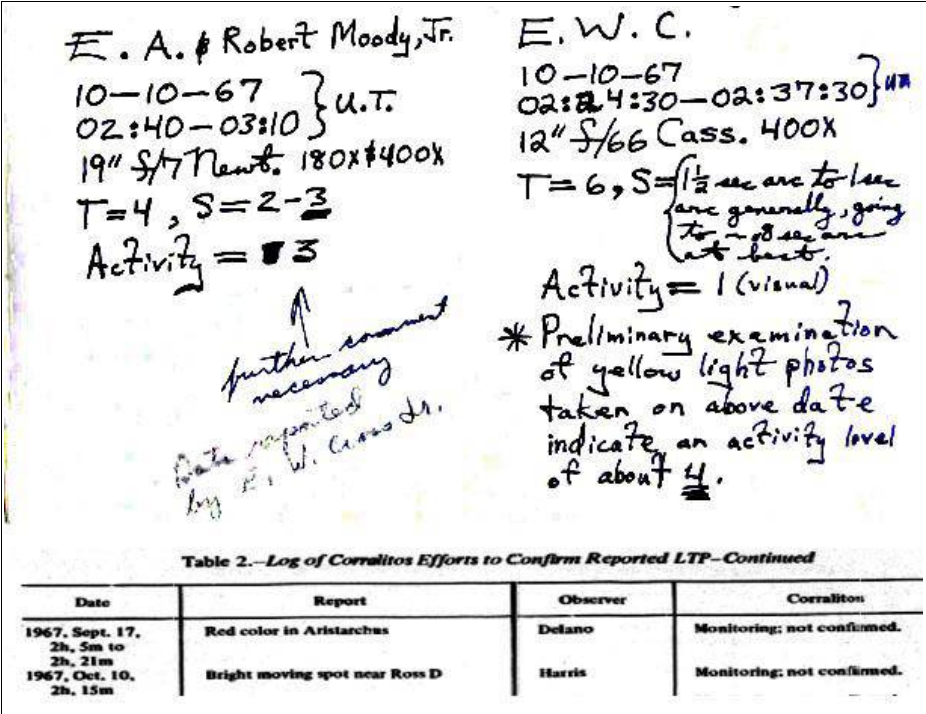 E. A. & Robert Moody, Jr.
10-10-67
02:40-03:10 } U.T.
19" f/7 Newt. 180X & 400X
T=4, S=2-3
Activity = 3
further comment
necessary
Data reported
by E. W. Cross Jr.
E. W. C.
10-10-67
02:24:30-02:37:30 }
12" f/66 Cass. 400X
T=6, S= { 1½ sec arc to 1 sec
arc generally, going
to ~.8 sec arc
at best.
Activity = 1 (visual)
* Preliminary examination
of yellow light photos
taken on above date
indicate an activity level
of about 4.
Table 2.—Log of Corralitos Efforts to Confirm Reported LTP—Continued
Date Report Observer Corralitos
1967, Sept. 17, Red color in Aristarchus Delano Monitoring; not confirmed.
2h, 5m to
2h, 21m
1967, Oct. 10, Bright moving spot near Ross D Harris Monitoring; not confirmed.
2h, 15m